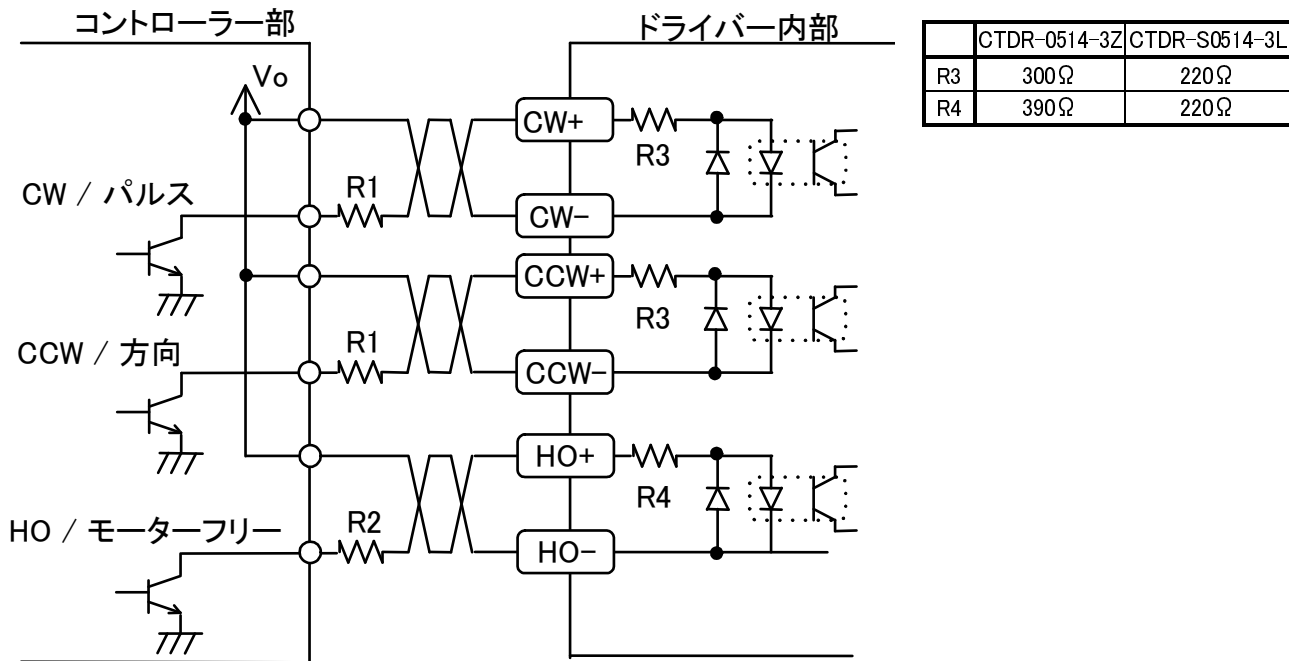 コントローラー部
ドライバー内部
CTDR-0514-3Z CTDR-S0514-3L
R3 300Ω 220Ω
R4 390Ω 220Ω
Vo
CW+
R3
CW / パルス
R1
CW-
CCW+
R3
CCW / 方向
R1
CCW-
HO+
R4
HO / モーターフリー
R2
HO-